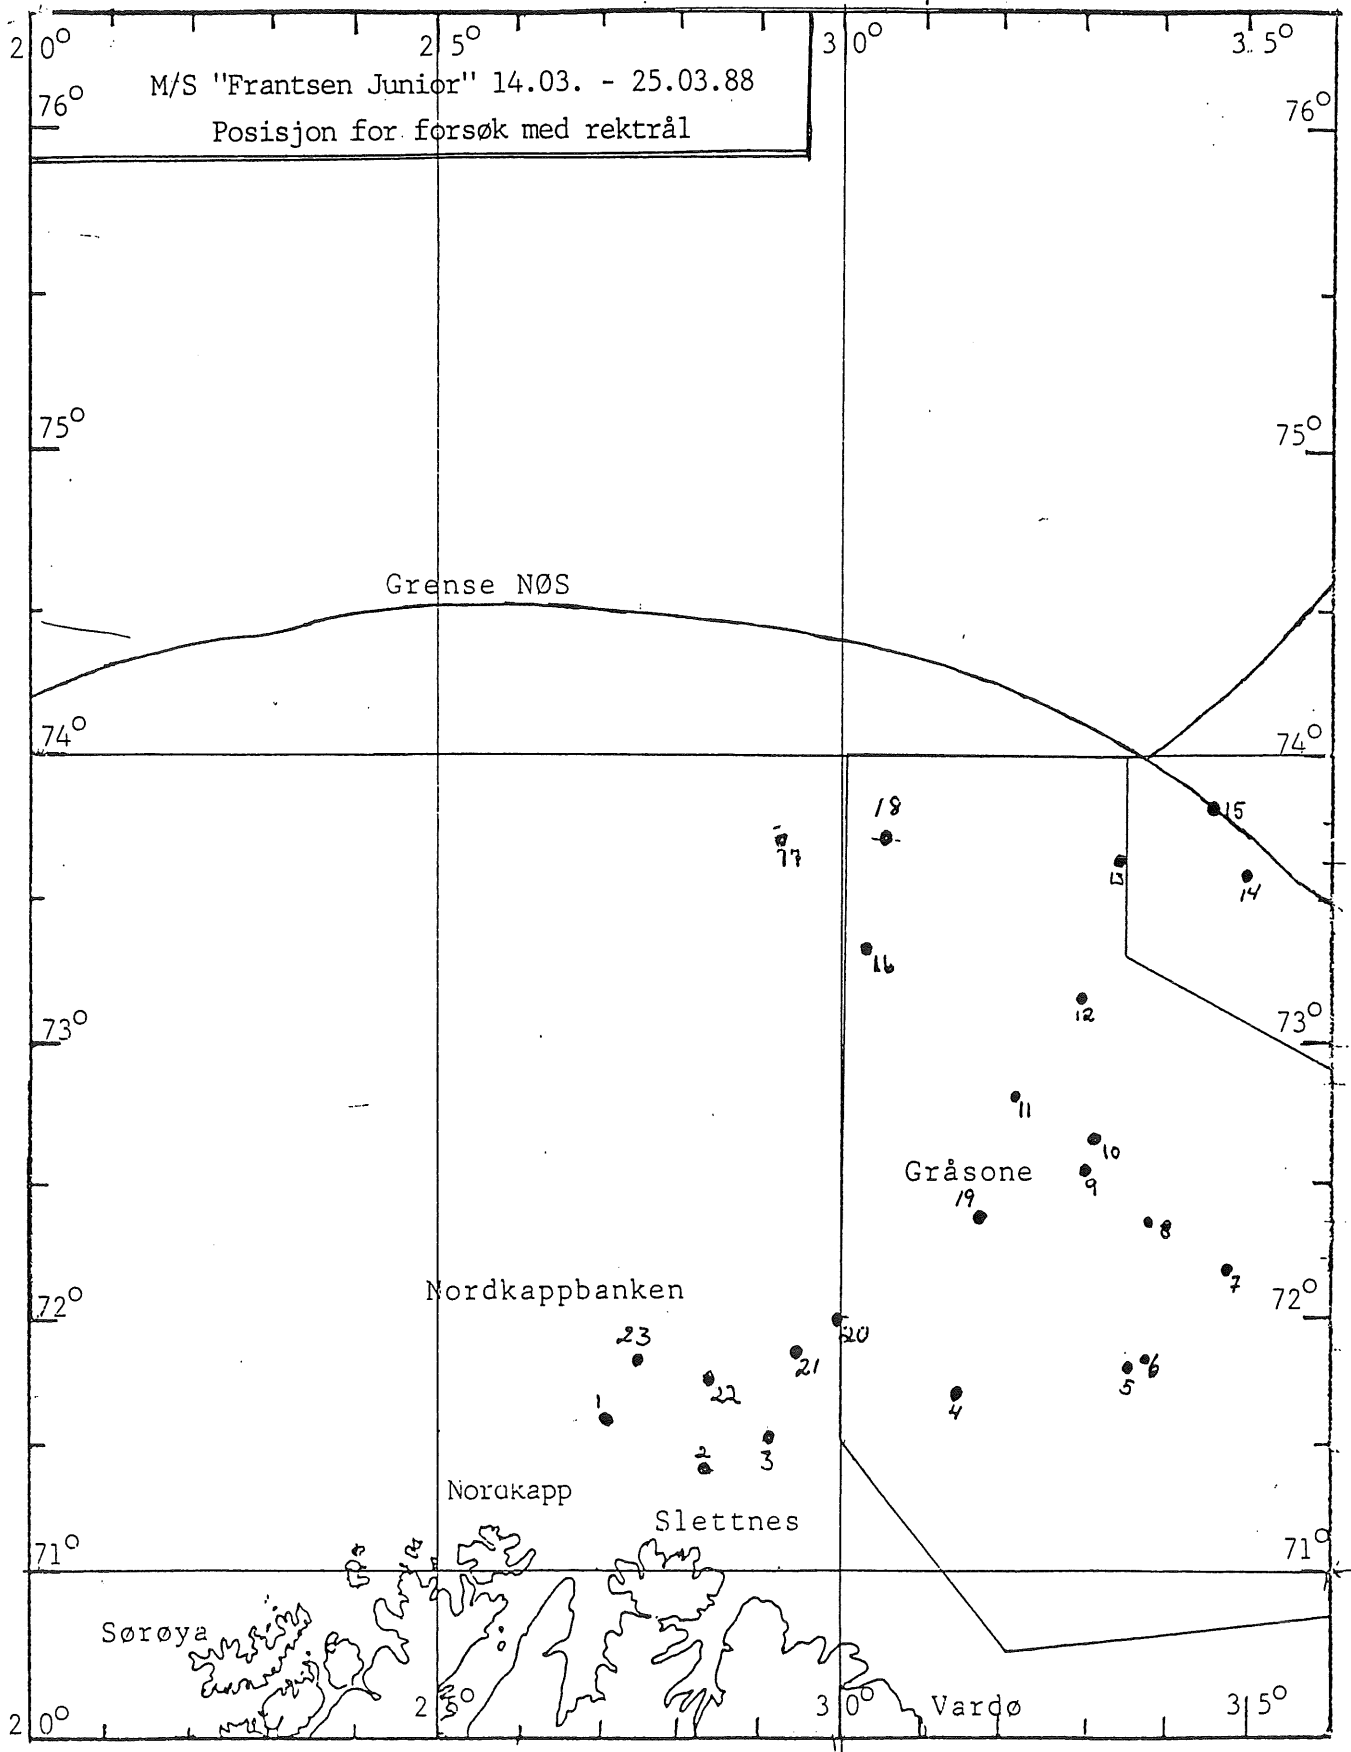 20° 25° 30° 35°
M/S "Frantsen Junior" 14.03. - 25.03.88
76° 76°
Posisjon for forsøk med rektrål
75° 75°
Grense NØS
74° 74°
18
15
17
14
16
12
73° 73°
11
10
Gråsone
9
19
8
7
Nordkappbanken
72° 72°
20
23
21
22
6
5
1
4
2
3
Nordkapp
Slettnes
71° 71°
Sørøya
20° 25° 30° Vardø 35°